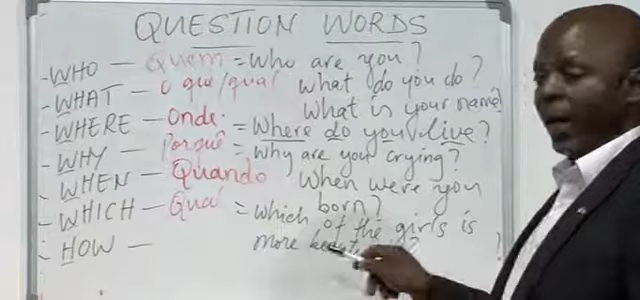 QUESTION WORDS
- WHO — Quem = Who are you?
- WHAT — O que/qual What do you do?
What is your name?
- WHERE — Onde. = Where do you live?
- WHY — Porquê = Why are you crying?
- WHEN — Quando When were you
born?
- WHICH — Qual = which of the girls is
more ?
- HOW — ?